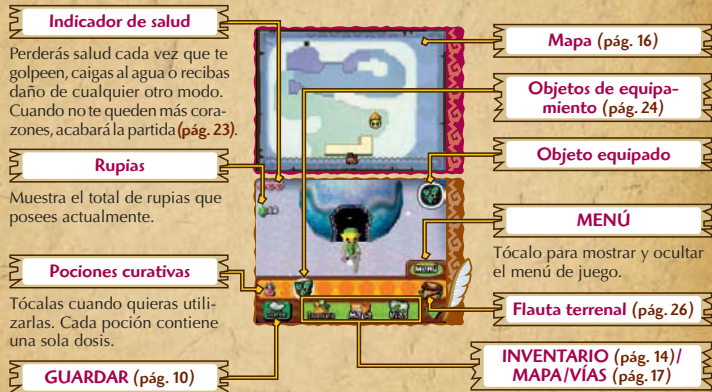 Indicador de salud
Perderás salud cada vez que te
golpeen, caigas al agua o recibas
daño de cualquier otro modo.
Cuando no te queden más cora-
zones, acabará la partida (pág. 23).
Rupias
Muestra el total de rupias que
posees actualmente.
Pociones curativas
Tócalas cuando quieras utili-
zarlas. Cada poción contiene
una sola dosis.
GUARDAR (pág. 10)
Mapa (pág. 16)
Objetos de equipa-
miento (pág. 24)
Objeto equipado
MENÚ
Tócalo para mostrar y ocultar
el menú de juego.
Flauta terrenal (pág. 26)
INVENTARIO (pág. 14)/
MAPA/VÍAS (pág.17)
MENÚ
Mapa
Vías